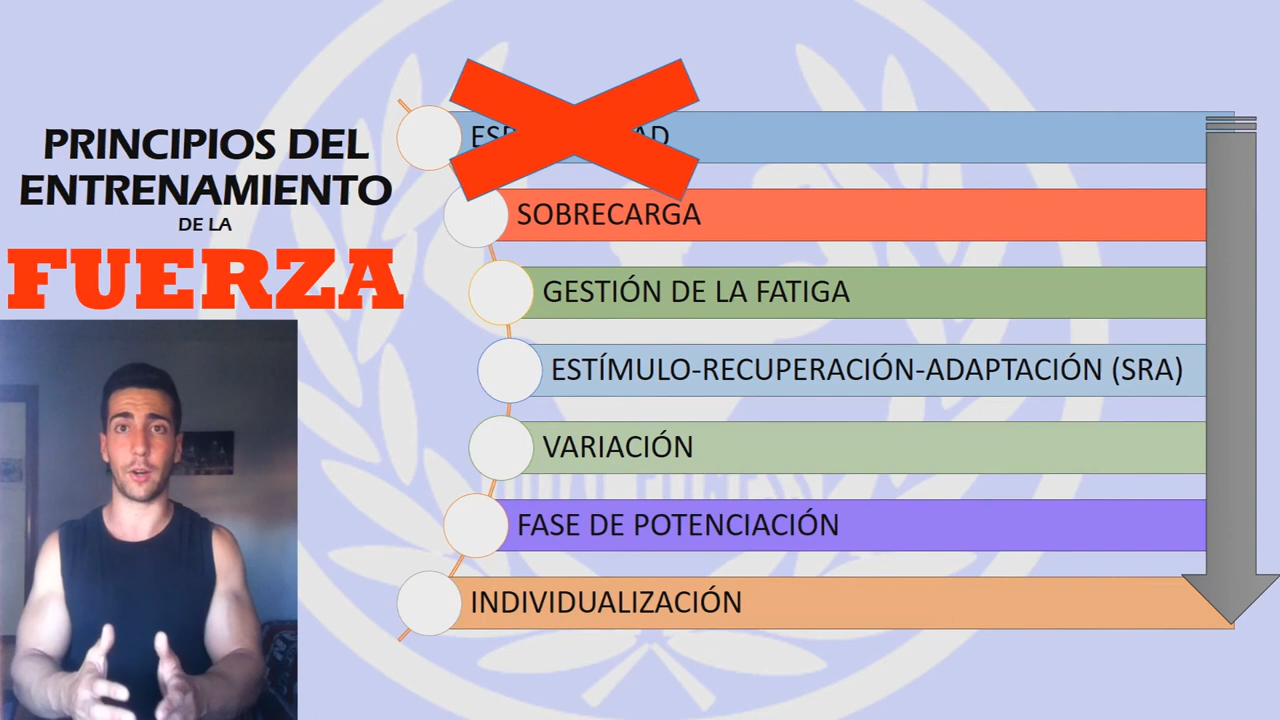 PRINCIPIOS DEL
ENTRENAMIENTO
DE LA
FUERZA
SOBRECARGA
GESTIÓN DE LA FATIGA
ESTÍMULO-RECUPERACIÓN-ADAPTACIÓN (SRA)
VARIACIÓN
FASE DE POTENCIACIÓN
INDIVIDUALIZACIÓN